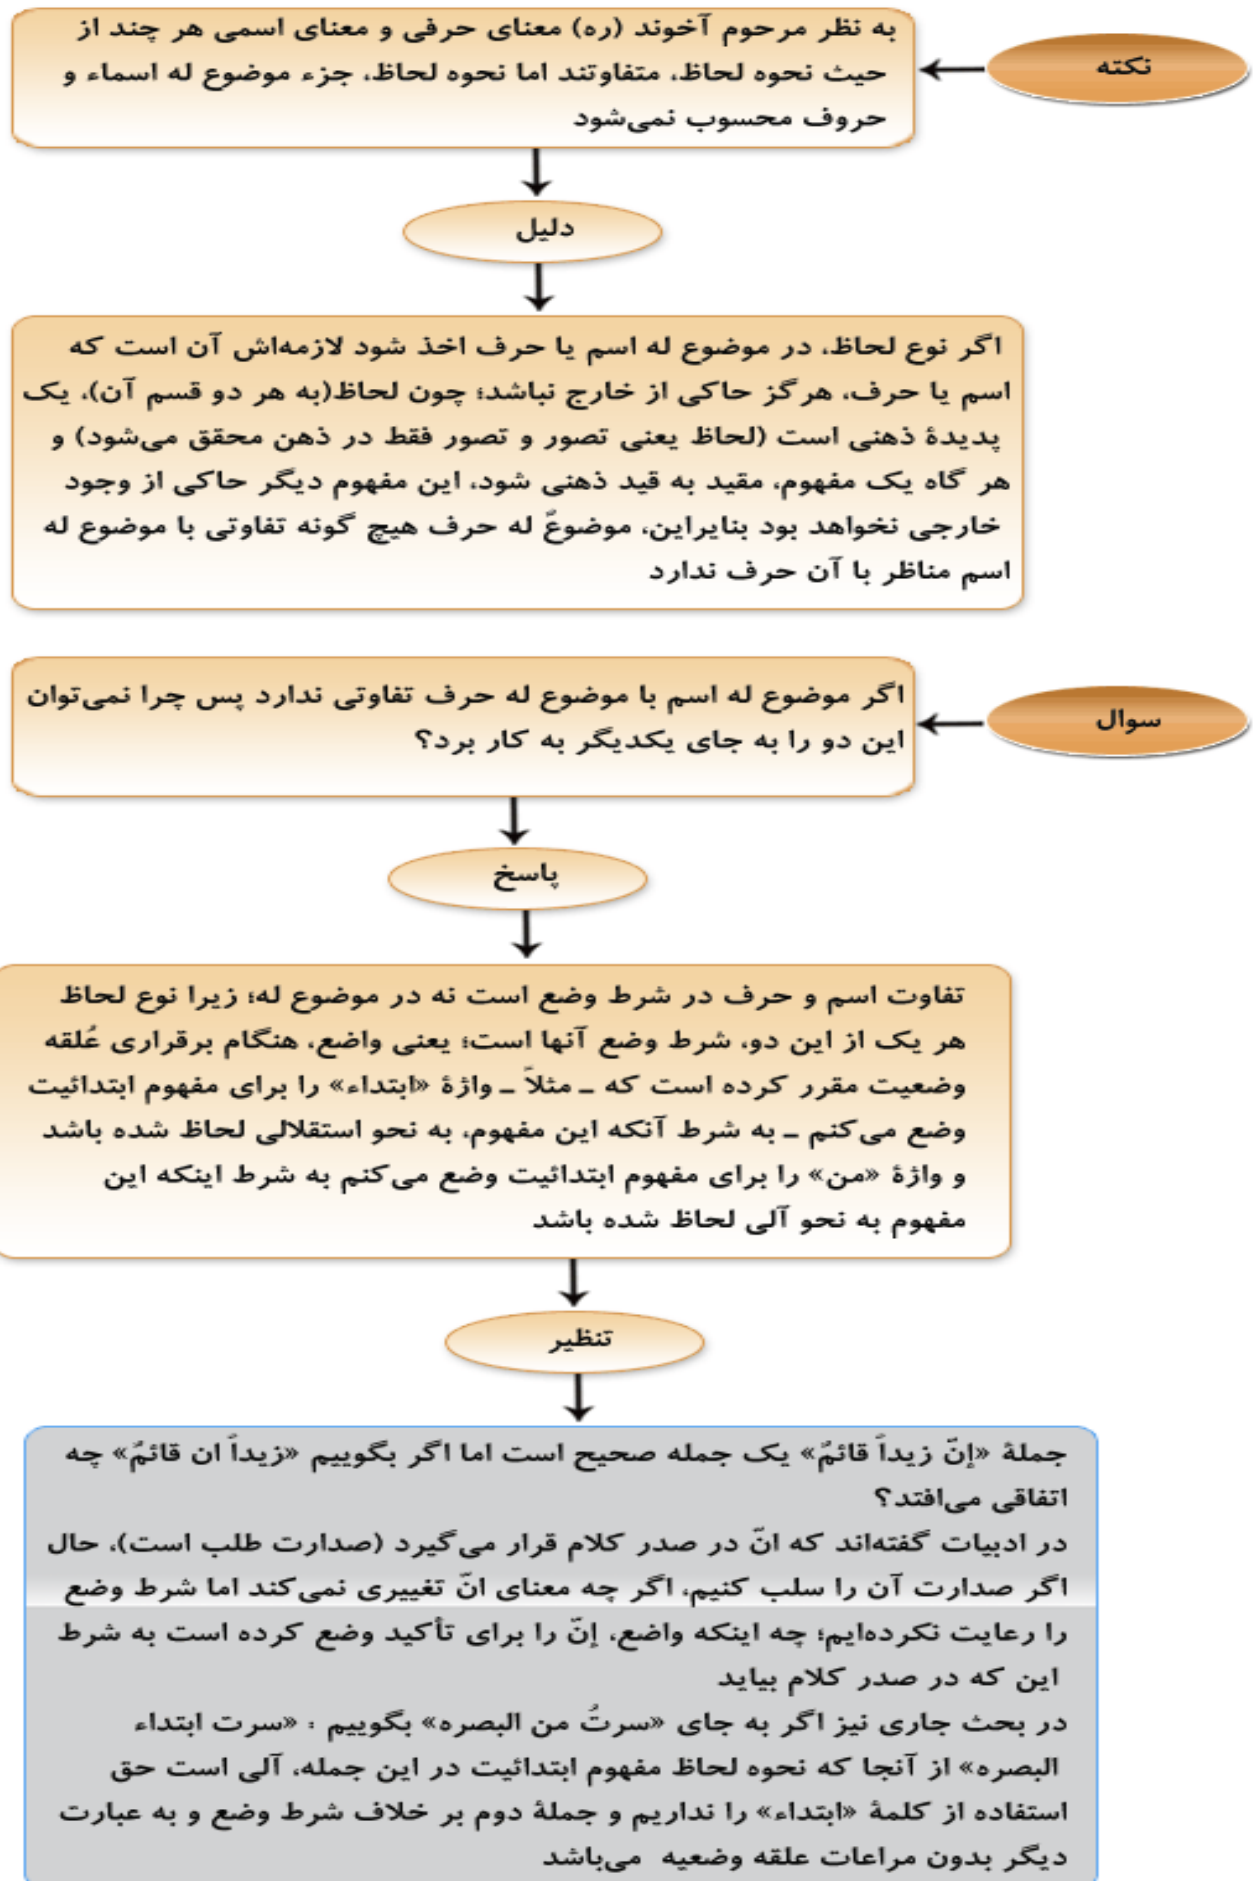 نکته
به نظر مرحوم آخوند (ره) معنای حرفی و معنای اسمی هر چند از
حیث نحوه لحاظ، متفاوتند اما نحوه لحاظ، جزء موضوع له اسماء و
حروف محسوب نمی‌شود
دلیل
اگر نوع لحاظ، در موضوع له اسم یا حرف اخذ شود لازمه‌اش آن است که
اسم یا حرف، هرگز حاکی از خارج نباشد؛ چون لحاظ(به هر دو قسم آن)، یک
پدیدۀ ذهنی است (لحاظ یعنی تصور و تصور فقط در ذهن محقق می‌شود) و
هر گاه یک مفهوم، مقید به قید ذهنی شود، این مفهوم دیگر حاکی از وجود
خارجی نخواهد بود بنایراین، موضوعٌ له حرف هیچ گونه تفاوتی با موضوع له
اسم مناظر با آن حرف ندارد
سوال
اگر موضوع له اسم با موضوع له حرف تفاوتی ندارد پس چرا نمی‌توان
این دو را به جای یکدیگر به کار برد؟
پاسخ
تفاوت اسم و حرف در شرط وضع است نه در موضوع له؛ زیرا نوع لحاظ
هر یک از این دو، شرط وضع آنها است؛ یعنی واضع، هنگام برقراری عُلقه
وضعیت مقرر کرده است که ـ مثلاً ـ واژۀ «ابتداء» را برای مفهوم ابتدائیت
وضع می‌کنم ـ به شرط آنکه این مفهوم، به نحو استقلالی لحاظ شده باشد
و واژۀ «من» را برای مفهوم ابتدائیت وضع می‌کنم به شرط اینکه این
مفهوم به نحو آلی لحاظ شده باشد
تنظیر
جملۀ «إنّ زیداً قائمٌ» یک جمله صحیح است اما اگر بگوییم «زیداً ان قائمٌ» چه
اتفاقی می‌افتد؟
در ادبیات گفته‌اند که انّ در صدر کلام قرار می‌گیرد (صدارت طلب است)، حال
اگر صدارت آن را سلب کنیم، اگر چه معنای انّ تغییری نمی‌کند اما شرط وضع
را رعایت نکرده‌ایم؛ چه اینکه واضع، إنّ را برای تأکید وضع کرده است به شرط
این که در صدر کلام بیاید
در بحث جاری نیز اگر به جای «سرتُ من البصره» بگوییم : «سرت ابتداء
البصره» از آنجا که نحوه لحاظ مفهوم ابتدائیت در این جمله، آلی است حق
استفاده از کلمۀ «ابتداء» را نداریم و جملۀ دوم بر خلاف شرط وضع و به عبارت
دیگر بدون مراعات علقه وضعیه می‌باشد